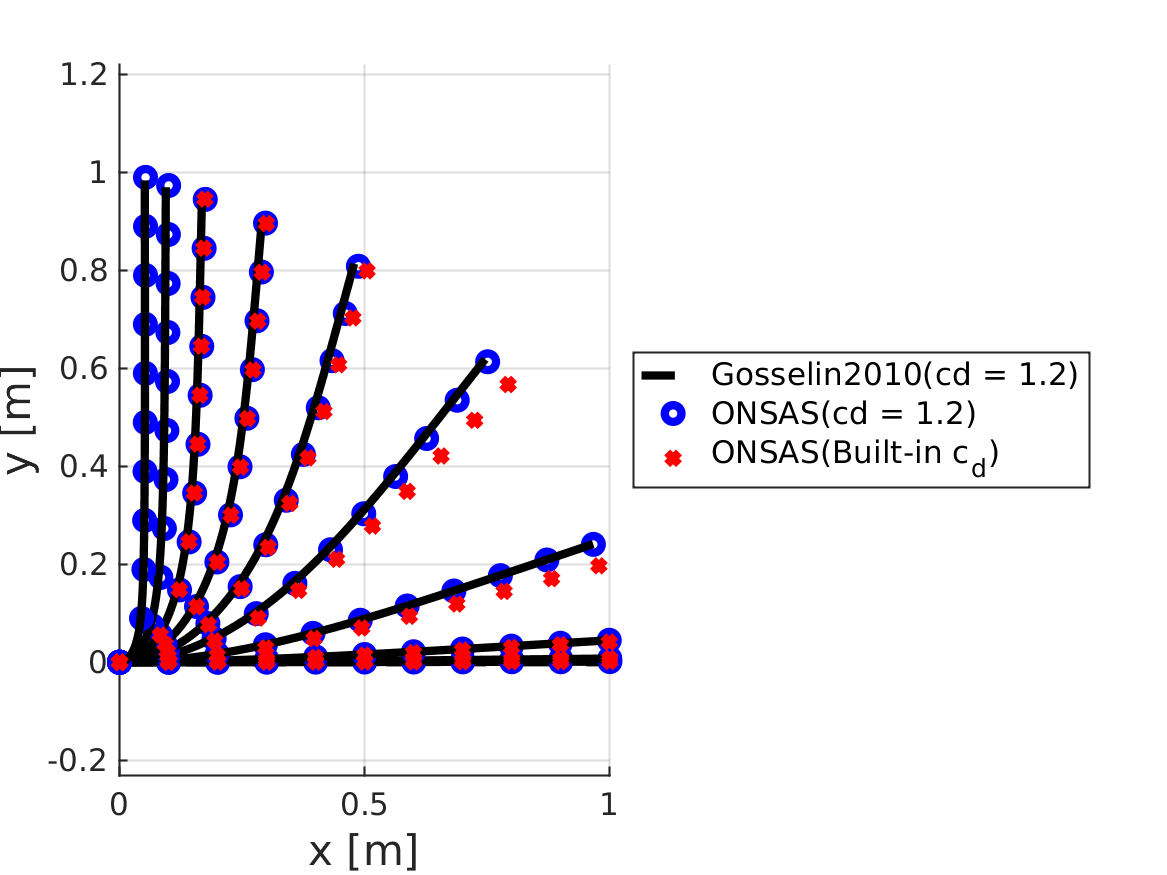 1.2
1
0.8
0.6
0.4
0.2
0
-0.2
0
0.5
1
x [m]
y [m]
Gosselin2010(cd = 1.2)
ONSAS(cd = 1.2)
ONSAS(Built-in c_d)